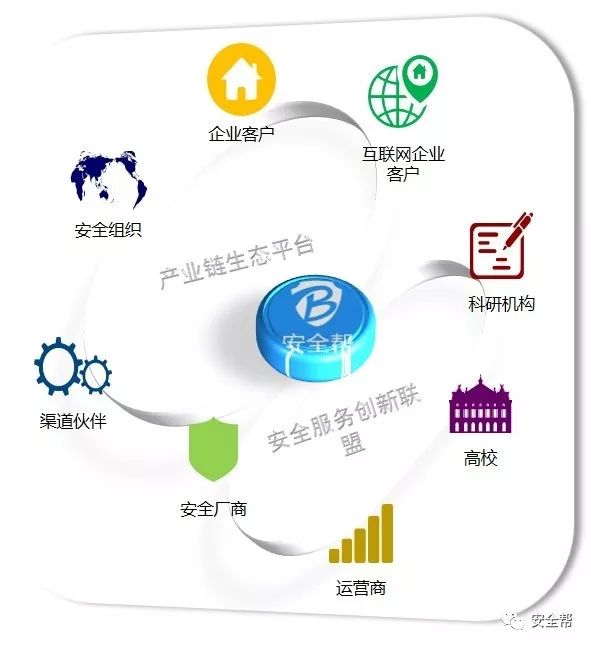 企业客户
互联网企业
客户
安全组织
产业链生态平台
科研机构
B
安全帮
渠道伙伴
安全服务创新联
盟
高校
安全厂商
运营商
安全帮